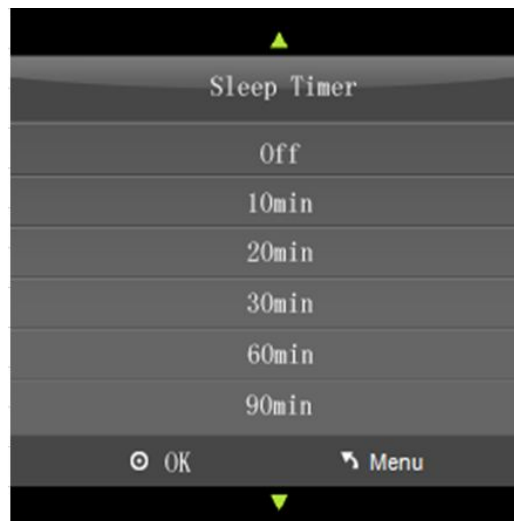 Sleep Timer
Off
10min
20min
30min
60min
90min
OK Menu